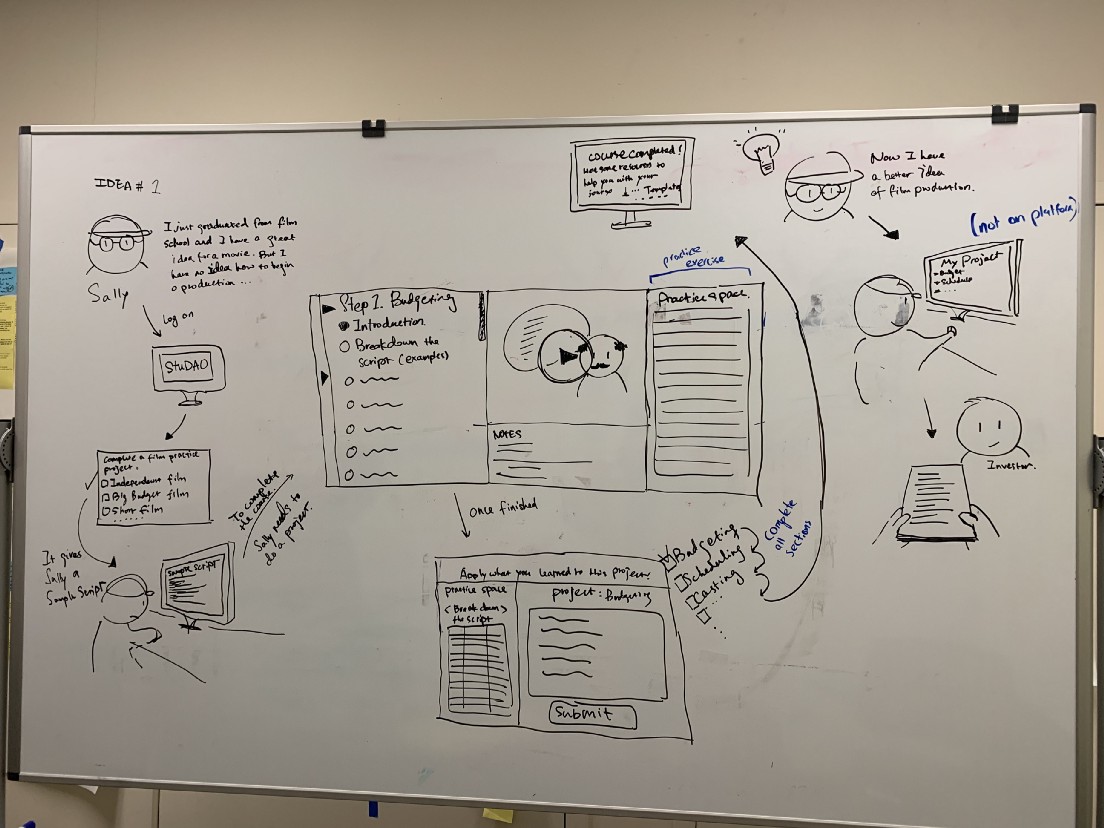 IDEA # 1
I just graduated from film
school and I have a great
idea for a movie. But I
have no idea how to begin
a production ...
Sally
Log on
StuDAO
Complete a film practice
project.
Independent film
Big Budget film
Short film
......
It gives
Sally a
Sample Script
Sample Script
To complete
the course
Sally needs to
do a project.
Step 1. Budgeting
Introduction.
Breakdown the
script (examples)
NOTES
practice
exercise
Practice space
once finished
Apply what you learned to this project!
practice space
<Breakdown>
the script
project: Budgeting
Submit
Budgeting
Scheduling
Casting
...
Complete
all
sections
Course Completed!
some resources to
help you with your
... Template
Now I have
a better idea
of film production.
(not on platform)
My Project
- Budget
- Schedule
- ...
Investor.